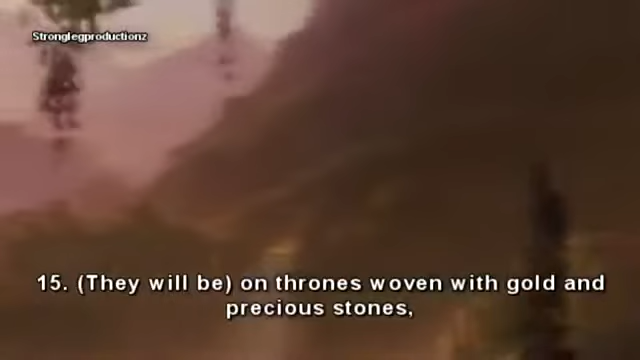 Stronglegproductionz
15. (They will be) on thrones woven with gold and
precious stones,